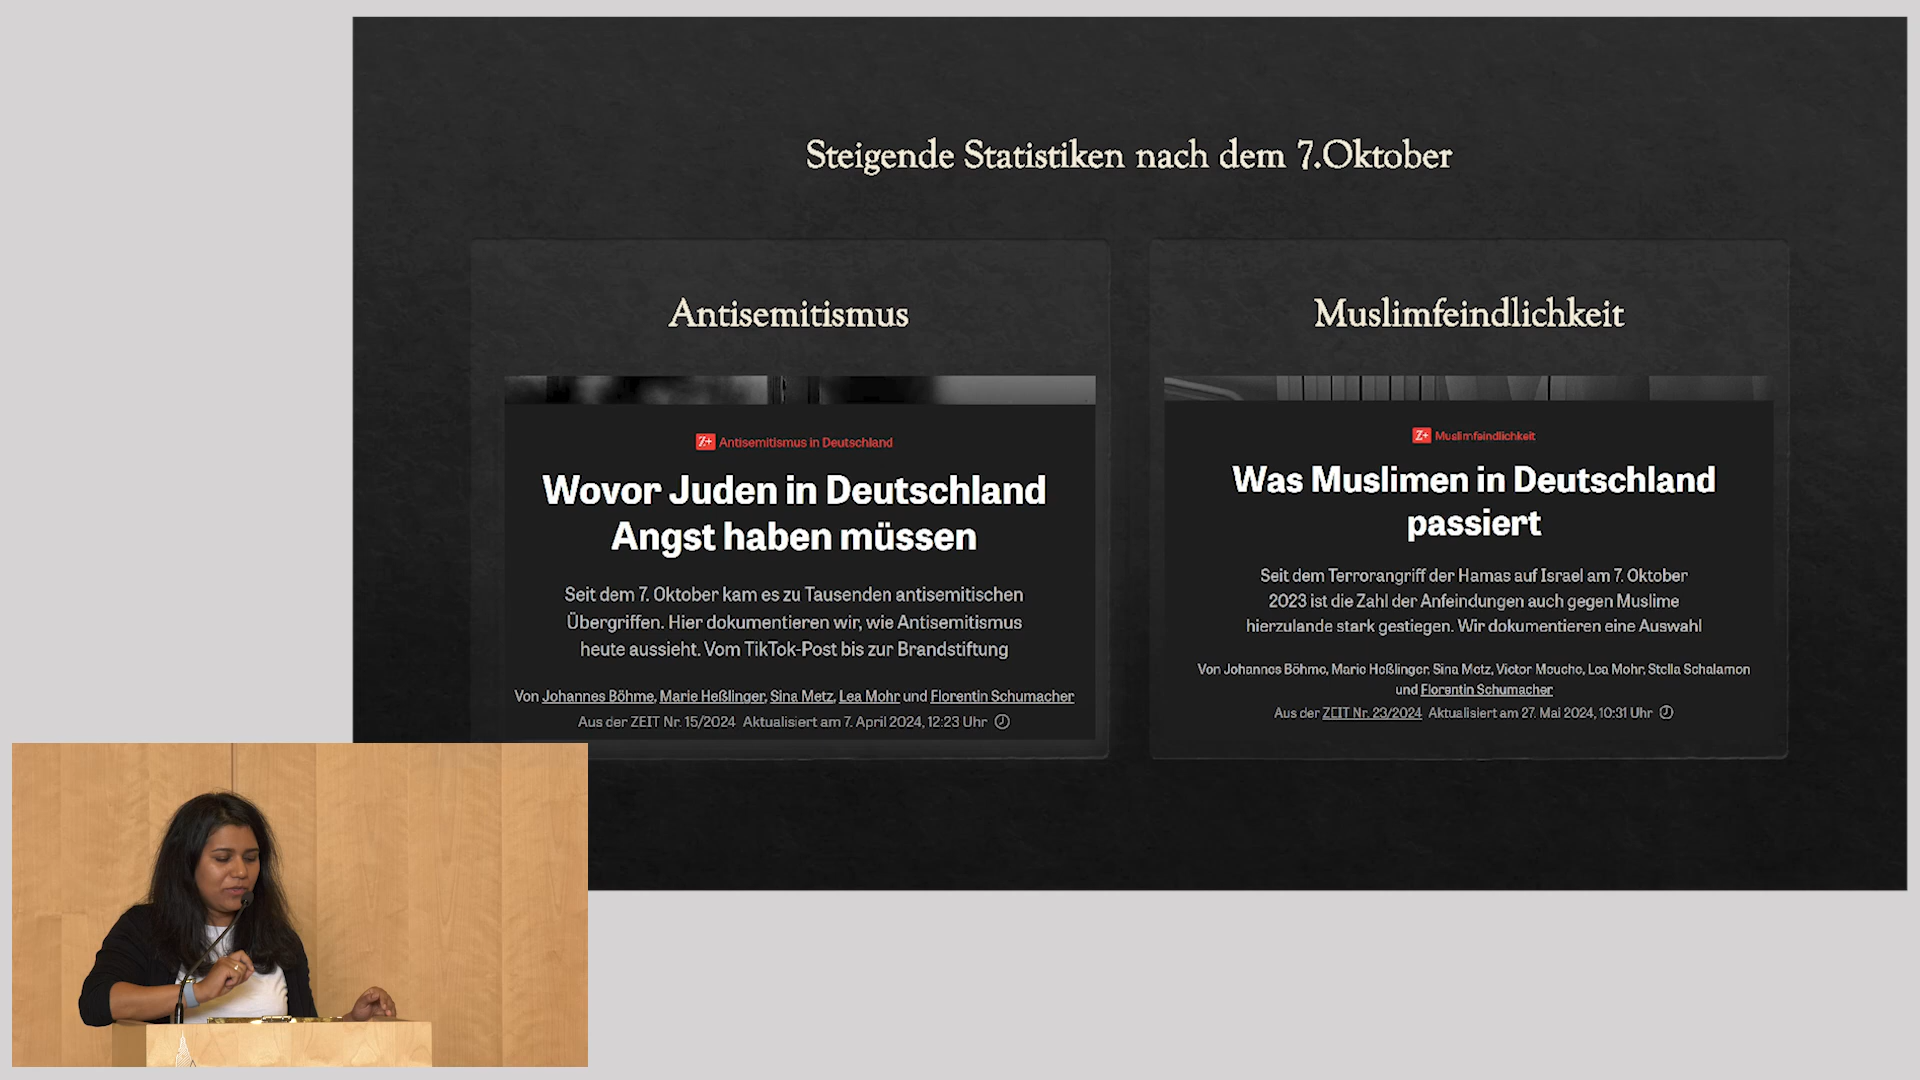 Steigende Statistiken nach dem 7.Oktober
Antisemitismus
Z+ Antisemitismus in Deutschland
Wovor Juden in Deutschland
Angst haben müssen
Seit dem 7. Oktober kam es zu Tausenden antisemitischen
Übergriffen. Hier dokumentieren wir, wie Antisemitismus
heute aussieht. Vom TikTok-Post bis zur Brandstiftung
Von Johannes Böhme, Marie Heßlinger, Sina Metz, Lea Mohr und Florentin Schumacher
Aus der ZEIT Nr. 15/2024 Aktualisiert am 7. April 2024, 12:23 Uhr
Muslimfeindlichkeit
Z+ Muslimfeindlichkeit
Was Muslimen in Deutschland
passiert
Seit dem Terrorangriff der Hamas auf Israel am 7. Oktober
2023 ist die Zahl der Anfeindungen auch gegen Muslime
hierzulande stark gestiegen. Wir dokumentieren eine Auswahl
Von Johannes Böhme, Marie Heßlinger, Sina Metz, Victor Meuche, Lea Mohr, Stella Schalamon
und Florentin Schumacher
Aus der ZEIT Nr. 23/2024 Aktualisiert am 27. Mai 2024, 10:31 Uhr